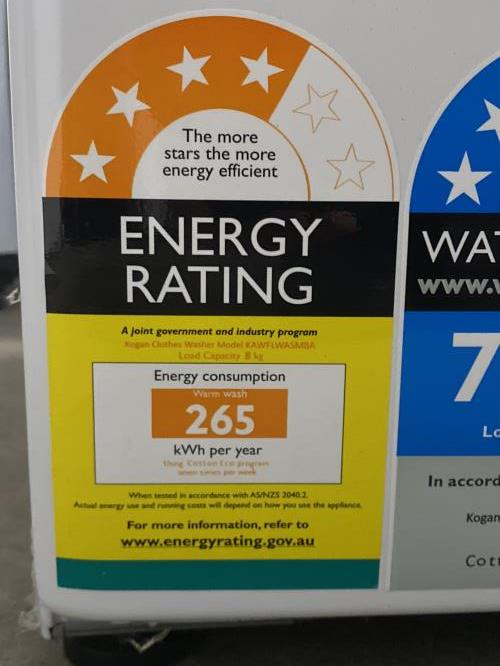 The more
stars the more
energy efficient
ENERGY
RATING
A joint government and industry program
Kogan Clothes Washer Model KAWFLWASM8A
Load Capacity 8 kg
Energy consumption
Warm wash
265
kWh per year
Using Cotton Eco program
seven times per week
When tested in accordance with AS/NZS 2040.2.
Actual energy use and running costs will depend on how you use the appliance.
For more information, refer to
www.energyrating.gov.au
WAT
www.w
7
Lo
In accord
Kogan
Cott